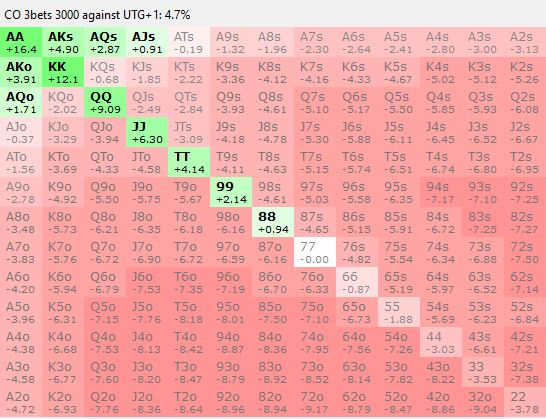 CO 3bets 3000 against UTG+1: 4.7%
AA AKs AQs AJs ATs A9s A8s A7s A6s A5s A4s A3s A2s
+16.4 +4.90 +2.87 +0.91 -0.19 -1.32 -1.96 -2.30 -2.64 -2.41 -2.80 -3.00 -3.13
AKo KK KQs KJs KTs K9s K8s K7s K6s K5s K4s K3s K2s
+3.91 +12.1 -0.68 -1.85 -2.22 -3.36 -4.12 -4.16 -4.33 -4.67 -5.02 -5.12 -5.26
AQo KQo QQ QJs QTs Q9s Q8s Q7s Q6s Q5s Q4s Q3s Q2s
+1.71 -2.02 +9.09 -2.49 -2.84 -3.93 -4.61 -5.10 -5.17 -5.50 -5.85 -5.93 -6.08
AJo KJo QJo JJ JTs J9s J8s J7s J6s J5s J4s J3s J2s
-0.37 -3.29 -3.94 +6.30 -3.09 -4.18 -4.78 -5.30 -5.88 -6.11 -6.45 -6.52 -6.67
ATo KTo QTo JTo TT T9s T8s T7s T6s T5s T4s T3s T2s
-1.56 -3.69 -4.33 -4.58 +4.14 -4.11 -4.63 -5.15 -5.74 -6.51 -6.74 -6.80 -6.95
A9o K9o Q9o J9o T9o 99 98s 97s 96s 95s 94s 93s 92s
-2.78 -4.92 -5.50 -5.75 -5.67 +2.14 -4.61 -5.03 -5.58 -6.35 -7.17 -7.10 -7.25
A8o K8o Q8o J8o T8o 98o 88 87s 86s 85s 84s 83s 82s
-3.48 -5.73 -6.21 -6.35 -6.18 -6.16 +0.94 -4.65 -5.15 -5.91 -6.72 -7.25 -7.27
A7o K7o Q7o J7o T7o 97o 87o 77 76s 75s 74s 73s 72s
-3.83 -5.76 -6.72 -6.90 -6.72 -6.59 -6.16 -0.00 -4.82 -5.54 -6.34 -6.88 -7.50
A6o K6o Q6o J6o T6o 96o 86o 76o 66 65s 64s 63s 62s
-4.20 -5.94 -6.79 -7.53 -7.35 -7.19 -6.70 -6.33 -0.87 -5.19 -5.97 -6.52 -7.14
A5o K5o Q5o J5o T5o 95o 85o 75o 65o 55 54s 53s 52s
-3.96 -6.31 -7.15 -7.76 -8.18 -8.01 -7.50 -7.10 -6.73 -1.88 -5.69 -6.23 -6.84
A4o K4o Q4o J4o T4o 94o 84o 74o 64o 54o 44 43s 42s
-4.38 -6.68 -7.53 -8.13 -8.42 -8.87 -8.36 -7.95 -7.56 -7.26 -3.03 -6.61 -7.21
A3o K3o Q3o J3o T3o 93o 83o 73o 63o 53o 43o 33 32s
-4.58 -6.77 -7.60 -8.20 -8.47 -8.79 -8.92 -8.52 -8.14 -7.82 -8.22 -3.53 -7.38
A2o K2o Q2o J2o T2o 92o 82o 72o 62o 52o 42o 32o 22
-4.72 -6.93 -7.76 -8.36 -8.64 -8.96 -8.94 -9.17 -8.79 -8.47 -8.86 -9.04 3.78